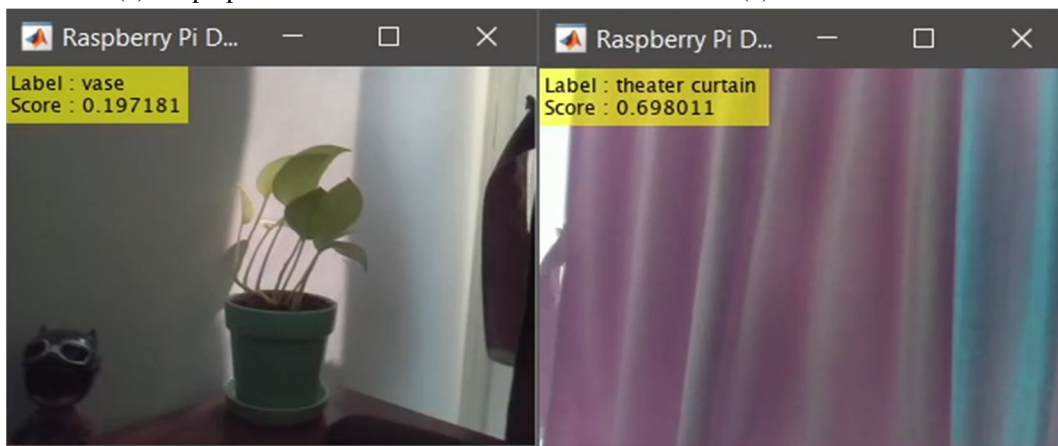 Raspberry Pi D...
Label : vase
Score : 0.197181
Raspberry Pi D...
Label : theater curtain
Score : 0.698011